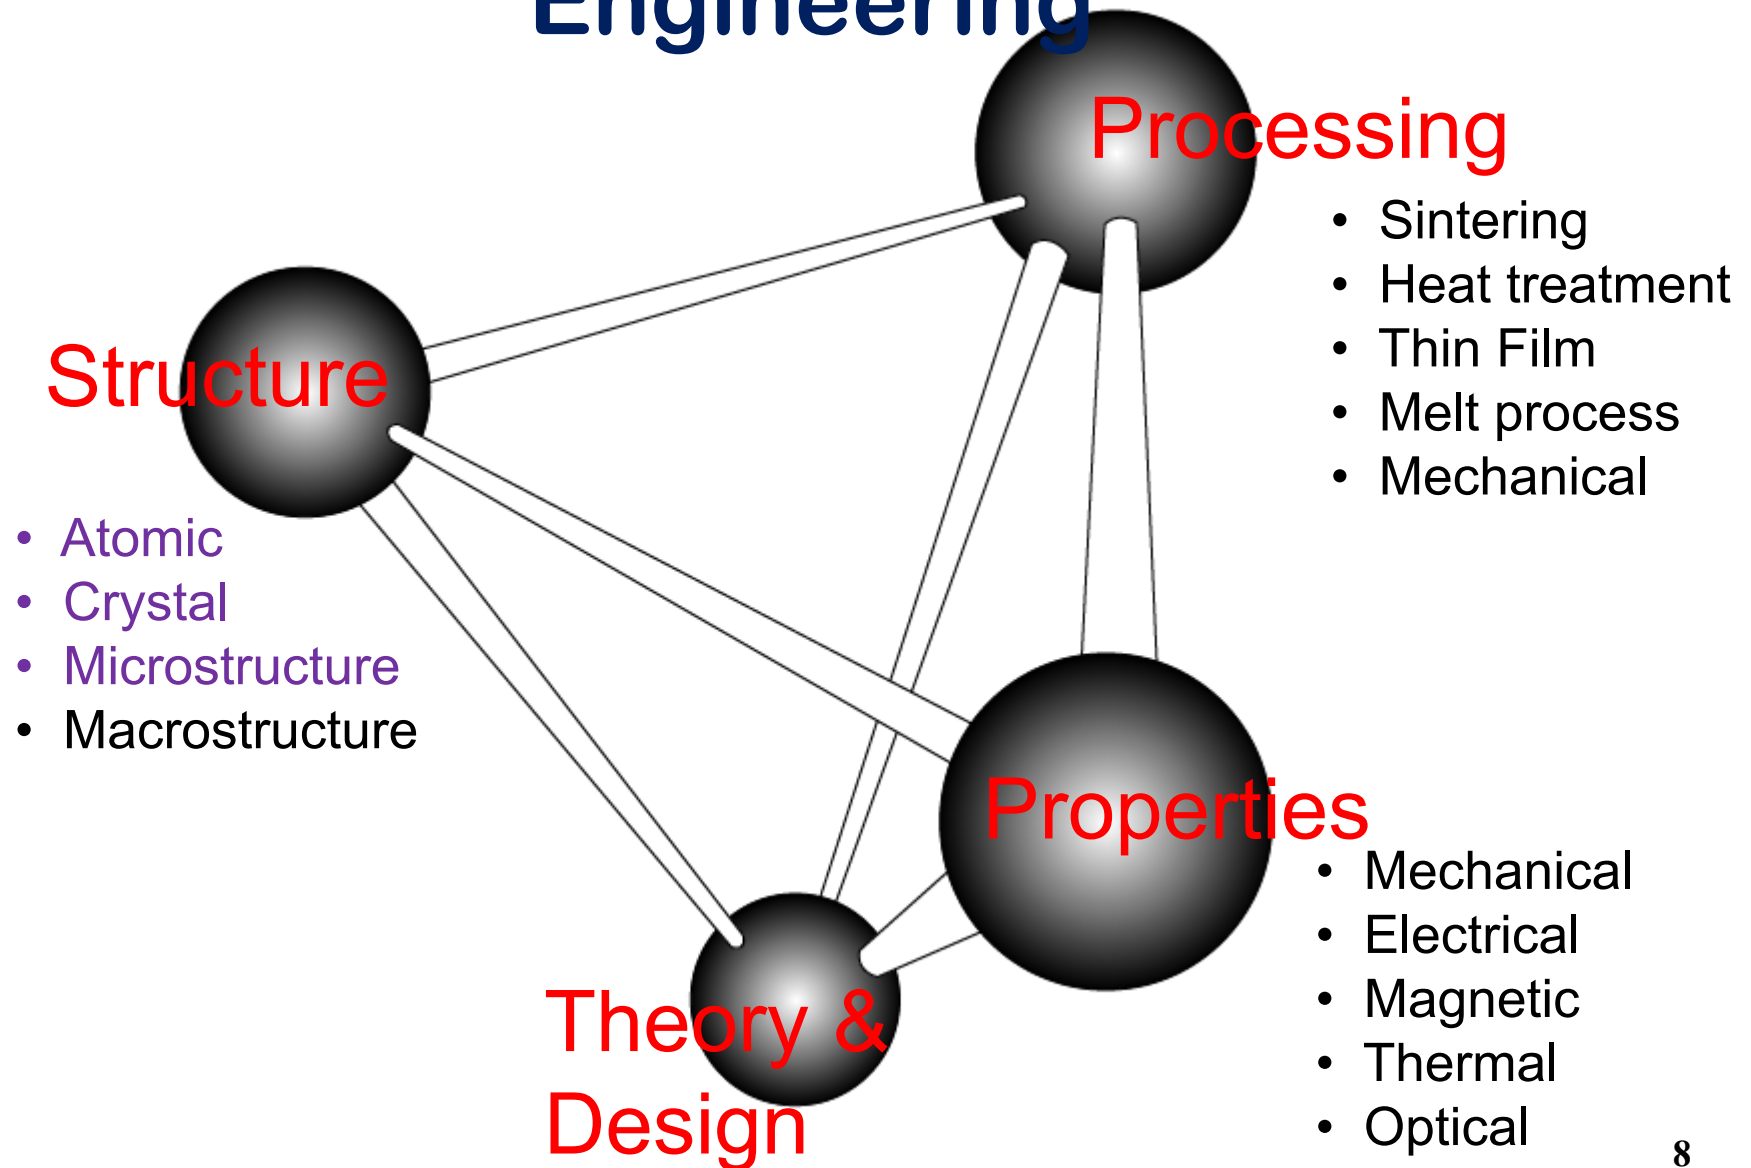 Engineering
Processing
• Sintering
• Heat treatment
• Thin Film
• Melt process
• Mechanical
Structure
• Atomic
• Crystal
• Microstructure
• Macrostructure
Properties
• Mechanical
• Electrical
• Magnetic
• Thermal
• Optical
Theory &
Design
8